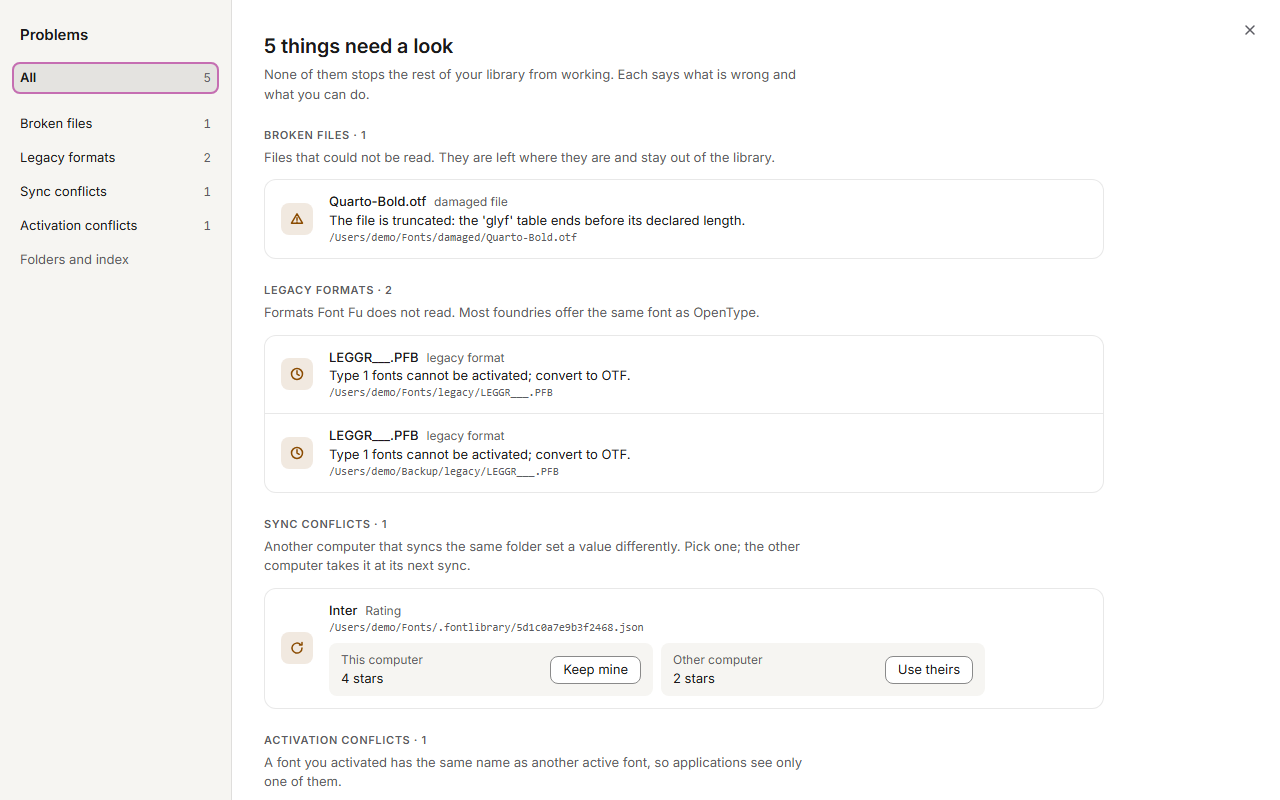 Problems
All 5
Broken files 1
Legacy formats 2
Sync conflicts 1
Activation conflicts 1
Folders and index
5 things need a look
None of them stops the rest of your library from working. Each says what is wrong and
what you can do.
BROKEN FILES · 1
Files that could not be read. They are left where they are and stay out of the library.
Quarto-Bold.otf damaged file
The file is truncated: the 'glyf' table ends before its declared length.
/Users/demo/Fonts/damaged/Quarto-Bold.otf
LEGACY FORMATS · 2
Formats Font Fu does not read. Most foundries offer the same font as OpenType.
LEGGR___.PFB legacy format
Type 1 fonts cannot be activated; convert to OTF.
/Users/demo/Fonts/legacy/LEGGR___.PFB
LEGGR___.PFB legacy format
Type 1 fonts cannot be activated; convert to OTF.
/Users/demo/Backup/legacy/LEGGR___.PFB
SYNC CONFLICTS · 1
Another computer that syncs the same folder set a value differently. Pick one; the other
computer takes it at its next sync.
Inter Rating
/Users/demo/Fonts/.fontlibrary/5d1c0a7e9b3f2468.json
This computer
4 stars
Keep mine
Other computer
2 stars
Use theirs
ACTIVATION CONFLICTS · 1
A font you activated has the same name as another active font, so applications see only
one of them.